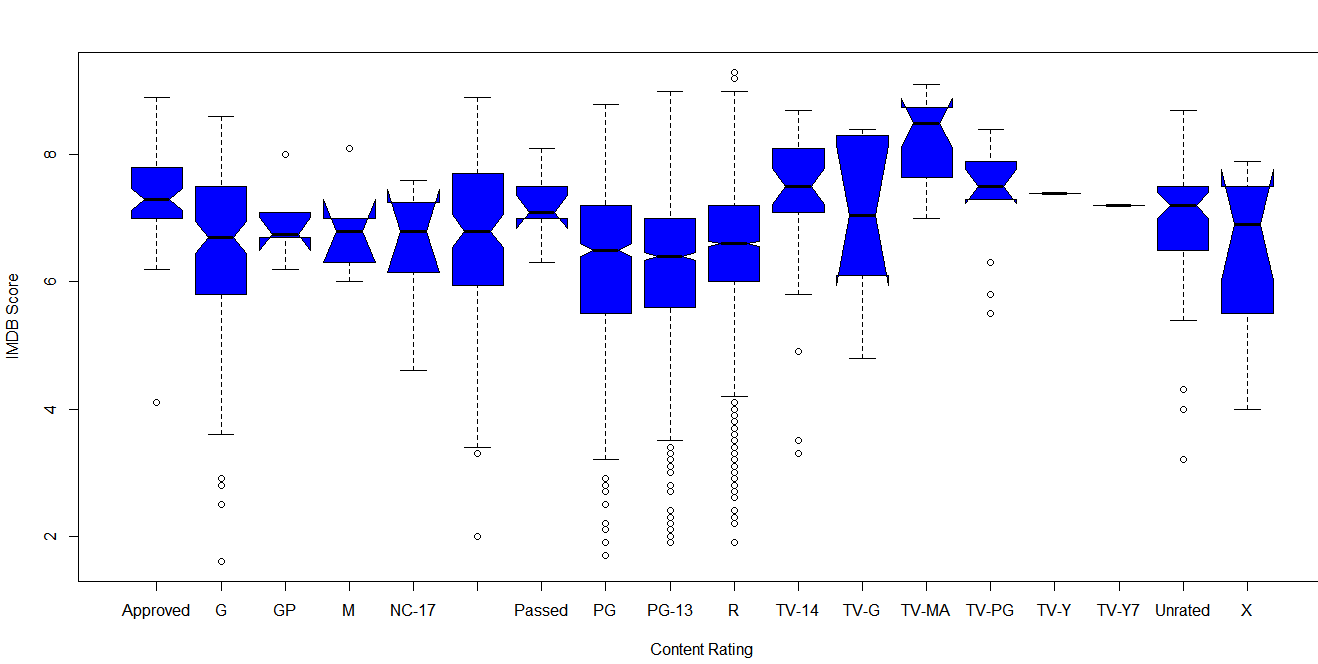 IMDB Score
8
6
4
2
Approved G GP M NC-17 Passed PG PG-13 R TV-14 TV-G TV-MA TV-PG TV-Y TV-Y7 Unrated X
Content Rating